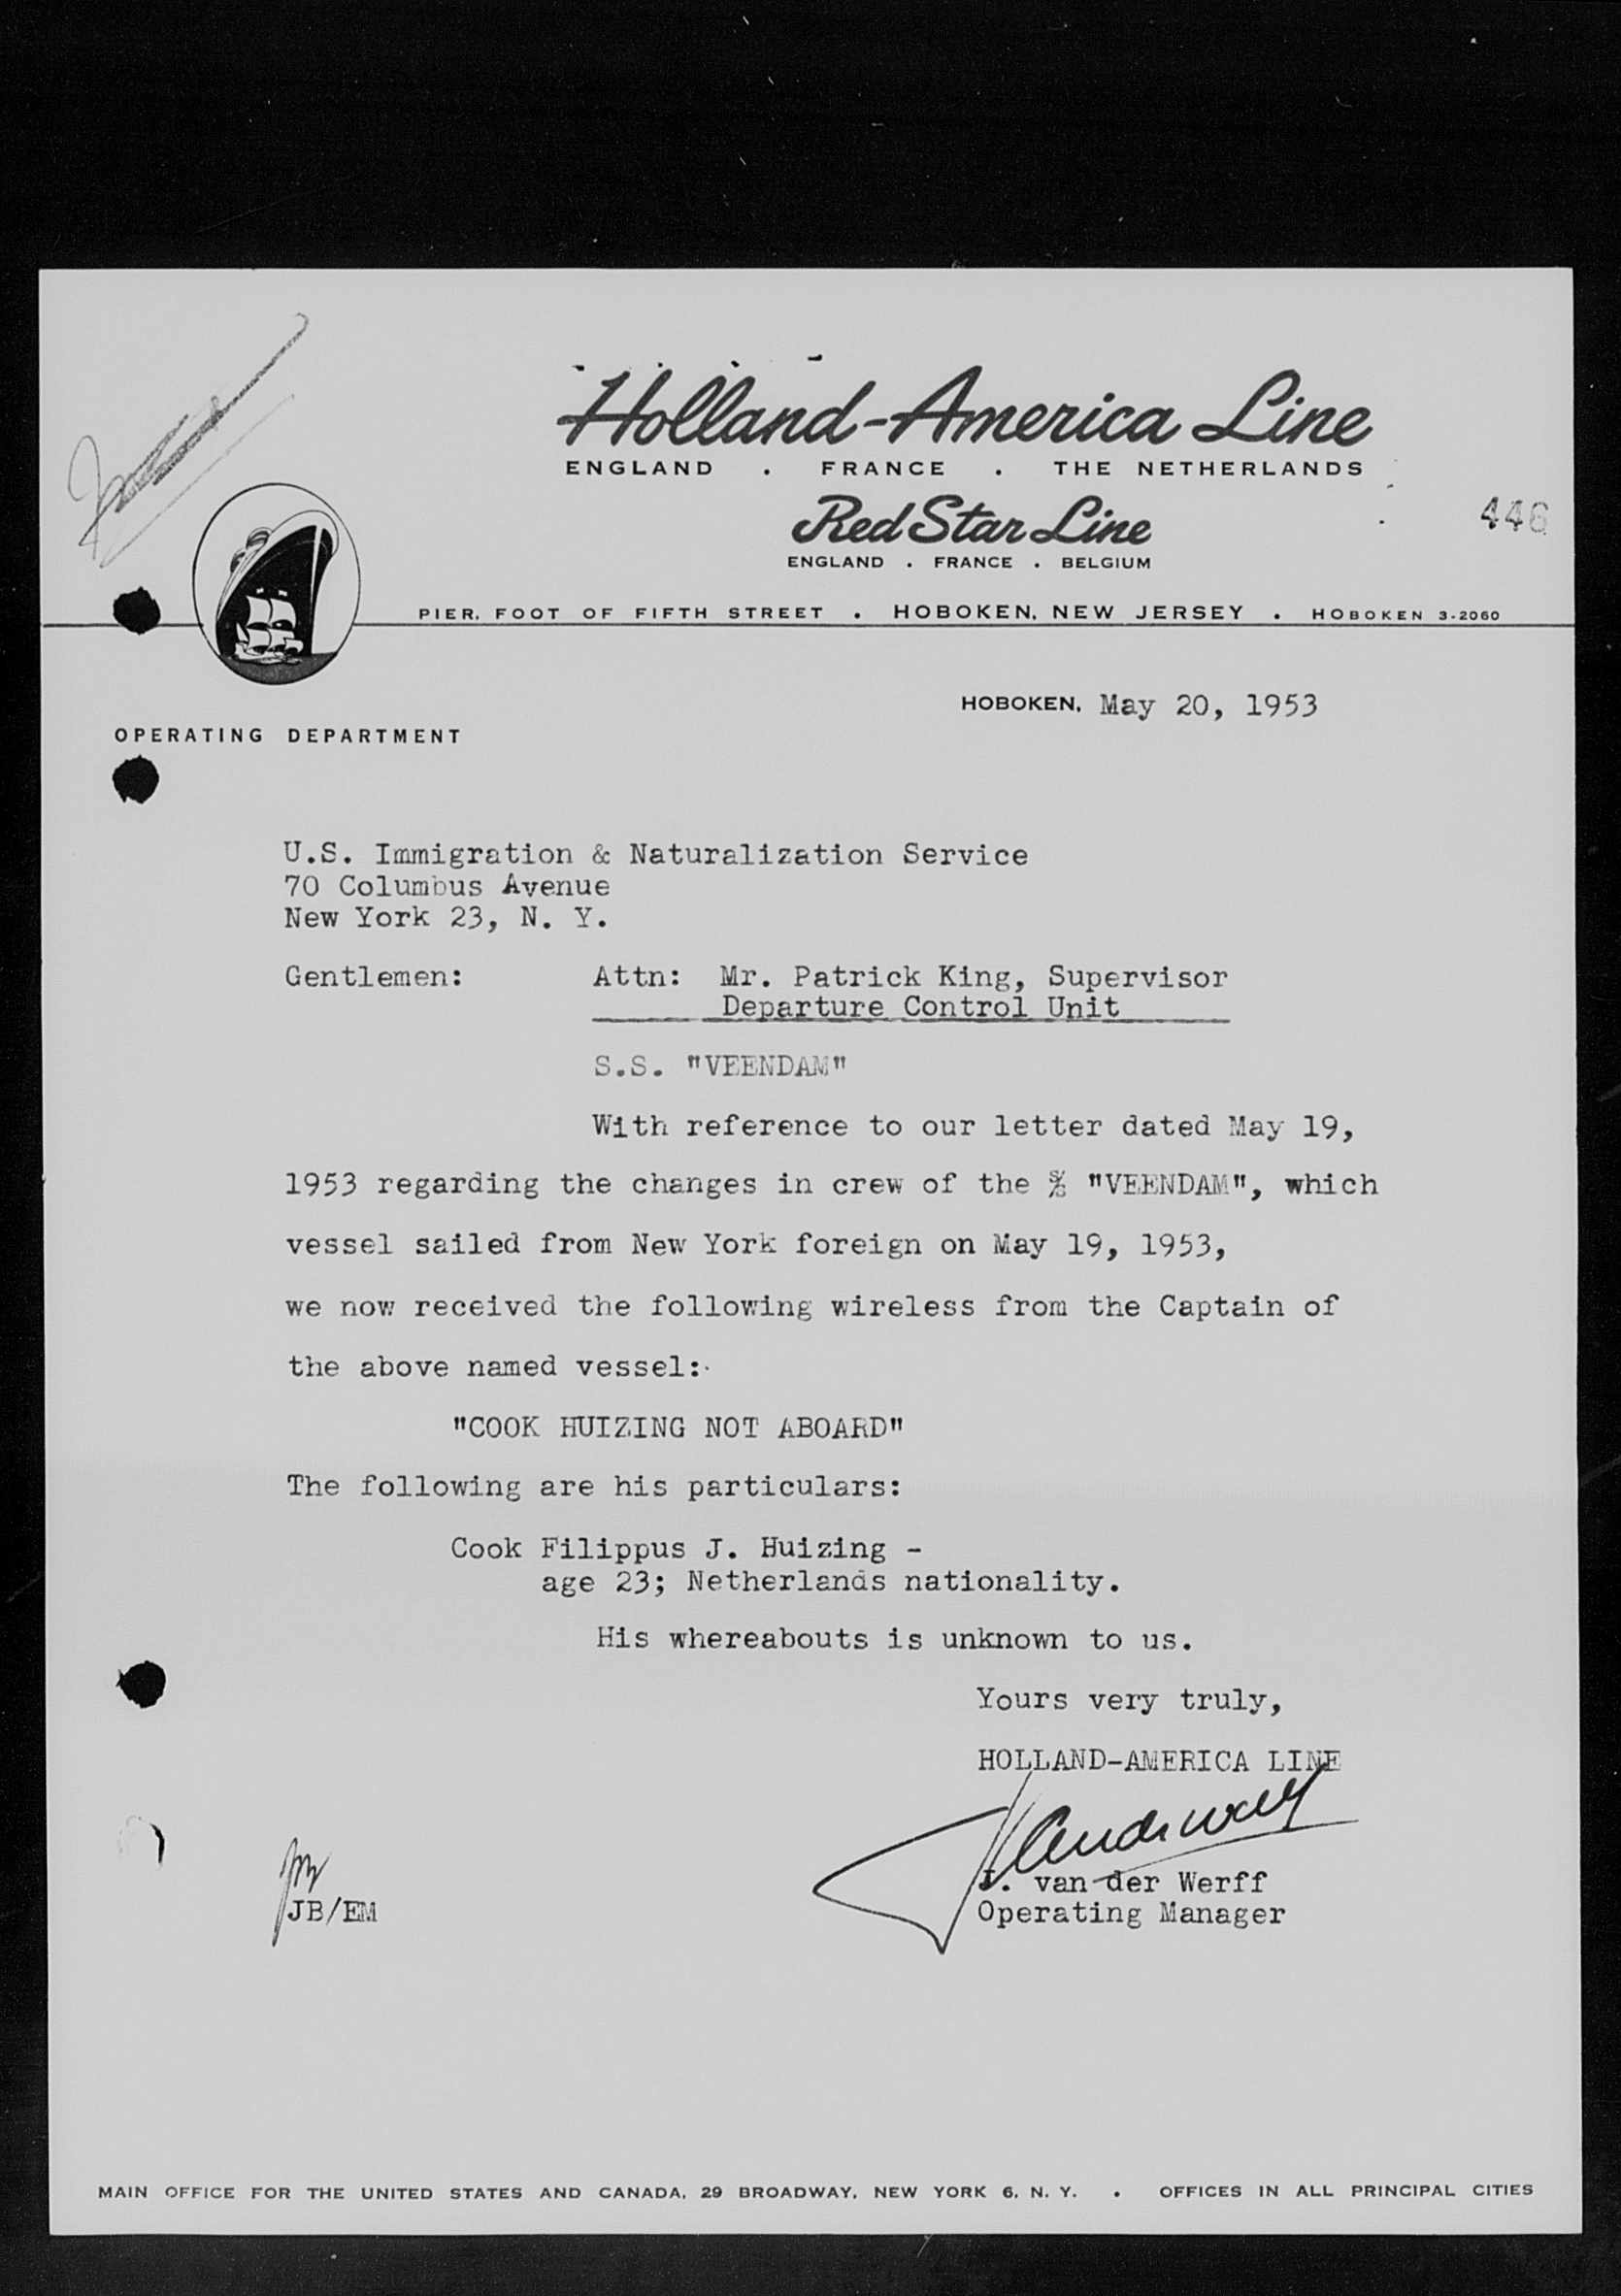 Holland-America Line
ENGLAND . FRANCE . THE NETHERLANDS
Red Star Line
ENGLAND . FRANCE . BELGIUM
446
PIER, FOOT OF FIFTH STREET . HOBOKEN, NEW JERSEY . HOBOKEN 3-2060
HOBOKEN, May 20, 1953
OPERATING DEPARTMENT
U.S. Immigration & Naturalization Service
70 Columbus Avenue
New York 23, N. Y.
Gentlemen: Attn: Mr. Patrick King, Supervisor
Departure Control Unit
S.S. "VEENDAM"
With reference to our letter dated May 19,
1953 regarding the changes in crew of the "VEENDAM", which
vessel sailed from New York foreign on May 19, 1953,
we now received the following wireless from the Captain of
the above named vessel:
"COOK HUIZING NOT ABOARD"
The following are his particulars:
Cook Filippus J. Huizing -
age 23; Netherlands nationality.
His whereabouts is unknown to us.
Yours very truly,
HOLLAND-AMERICA LINE
J. van der Werff
JB/EM Operating Manager
MAIN OFFICE FOR THE UNITED STATES AND CANADA, 29 BROADWAY, NEW YORK 6, N. Y. . OFFICES IN ALL PRINCIPAL CITIES